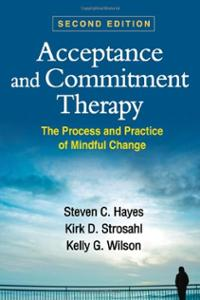 SECOND EDITION
Acceptance
and Commitment
Therapy
The Process and Practice
of Mindful Change
Steven C. Hayes
Kirk D. Strosahl
Kelly G. Wilson